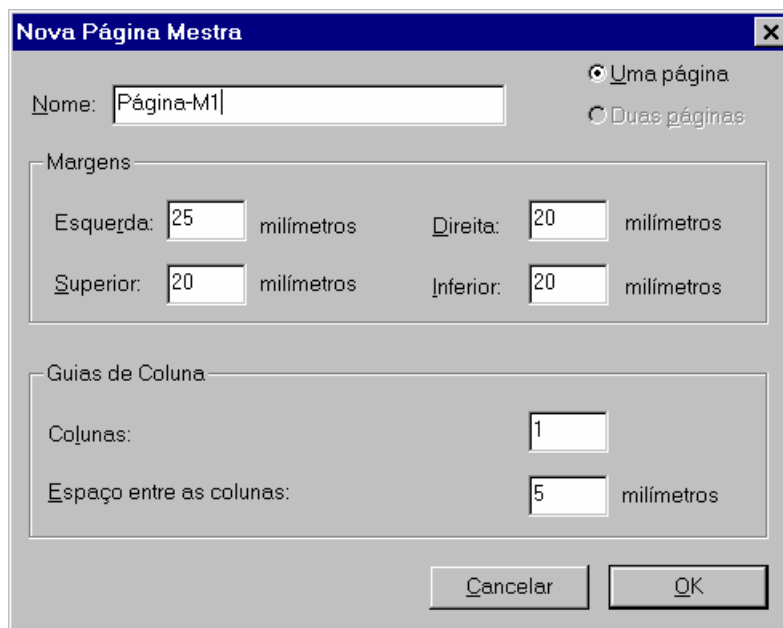 Nova Página Mestra
Nome: Página-M1
Uma página
Duas páginas
Margens
Esquerda: 25 milímetros Direita: 20 milímetros
Superior: 20 milímetros Inferior: 20 milímetros
Guias de Coluna
Colunas: 1
Espaço entre as colunas: 5 milímetros
Cancelar OK